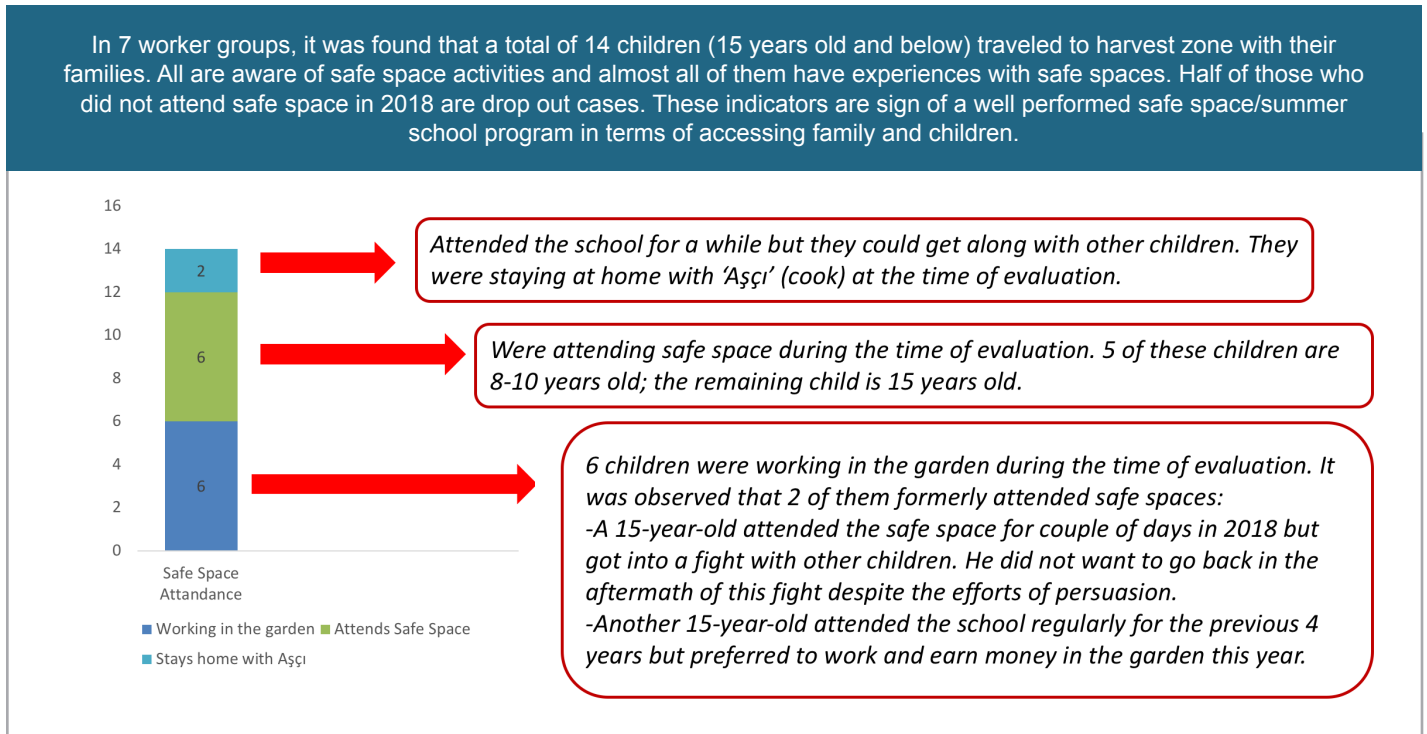 In 7 worker groups, it was found that a total of 14 children (15 years old and below) traveled to harvest zone with their
families. All are aware of safe space activities and almost all of them have experiences with safe spaces. Half of those who
did not attend safe space in 2018 are drop out cases. These indicators are sign of a well performed safe space/summer
school program in terms of accessing family and children.
16
14
12
10
8
6
4
2
0
2
6
6
Safe Space
Attandance
Working in the garden
Attends Safe Space
Stays home with Aşçı
Attended the school for a while but they could get along with other children. They
were staying at home with ‘Aşçı’ (cook) at the time of evaluation.
Were attending safe space during the time of evaluation. 5 of these children are
8-10 years old; the remaining child is 15 years old.
6 children were working in the garden during the time of evaluation. It
was observed that 2 of them formerly attended safe spaces:
-A 15-year-old attended the safe space for couple of days in 2018 but
got into a fight with other children. He did not want to go back in the
aftermath of this fight despite the efforts of persuasion.
-Another 15-year-old attended the school regularly for the previous 4
years but preferred to work and earn money in the garden this year.